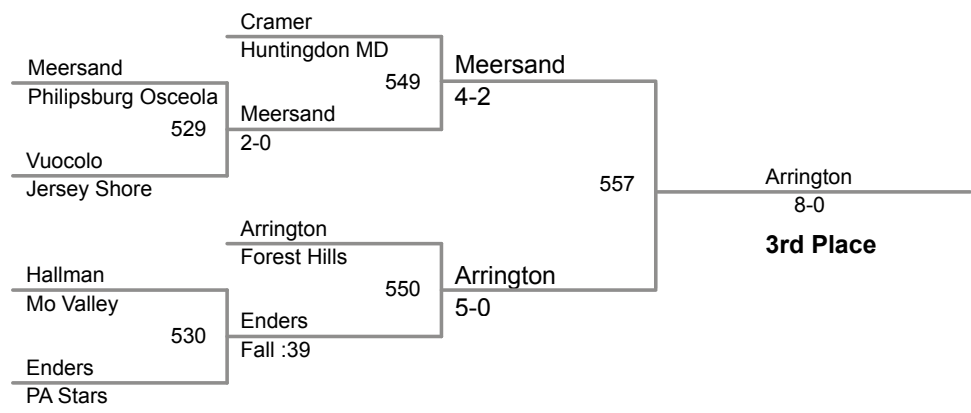 Cramer
Huntingdon MD
Meersand
Philipsburg Osceola
549
Meersand
4-2
529
Meersand
2-0
Vuocolo
Jersey Shore
557
Arrington
8-0
3rd Place
Arrington
Forest Hills
Hallman
Mo Valley
550
Arrington
5-0
530
Enders
Fall :39
Enders
PA Stars